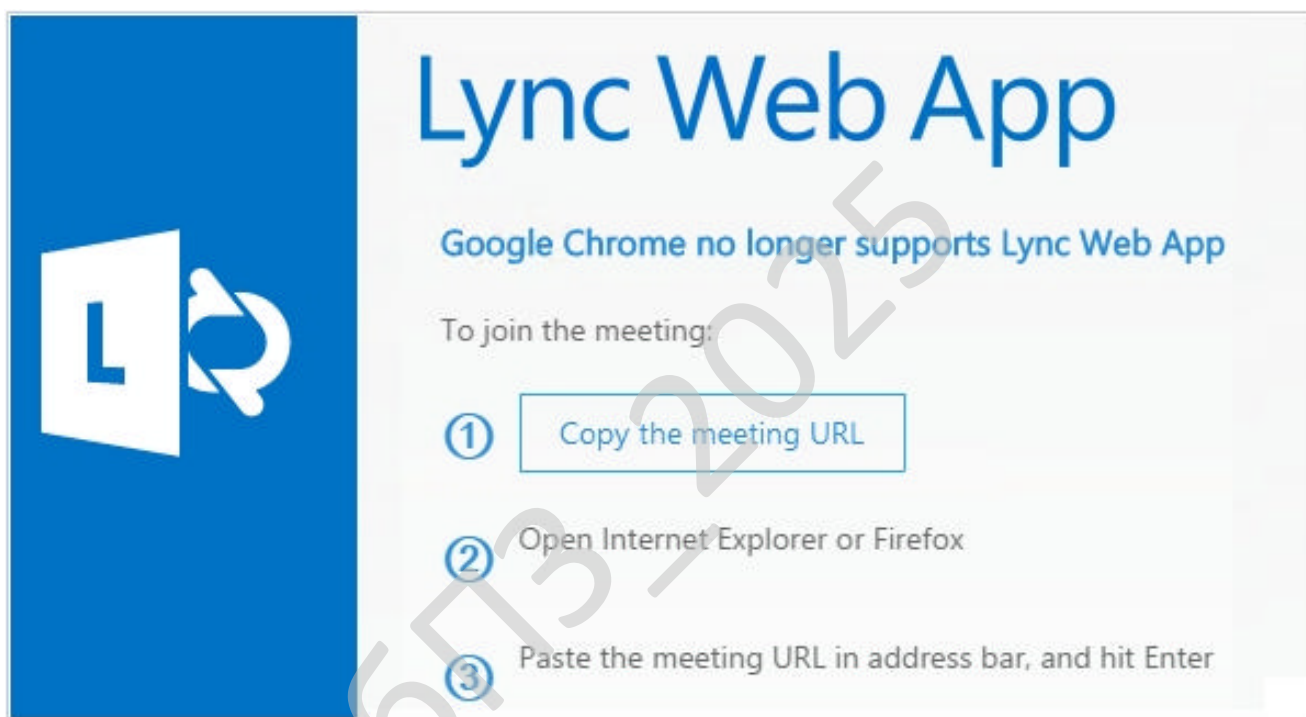 Lync Web App
Google Chrome no longer supports Lync Web App
To join the meeting:
1 Copy the meeting URL
2 Open Internet Explorer or Firefox
3 Paste the meeting URL in address bar, and hit Enter
L
бПЗ_2025